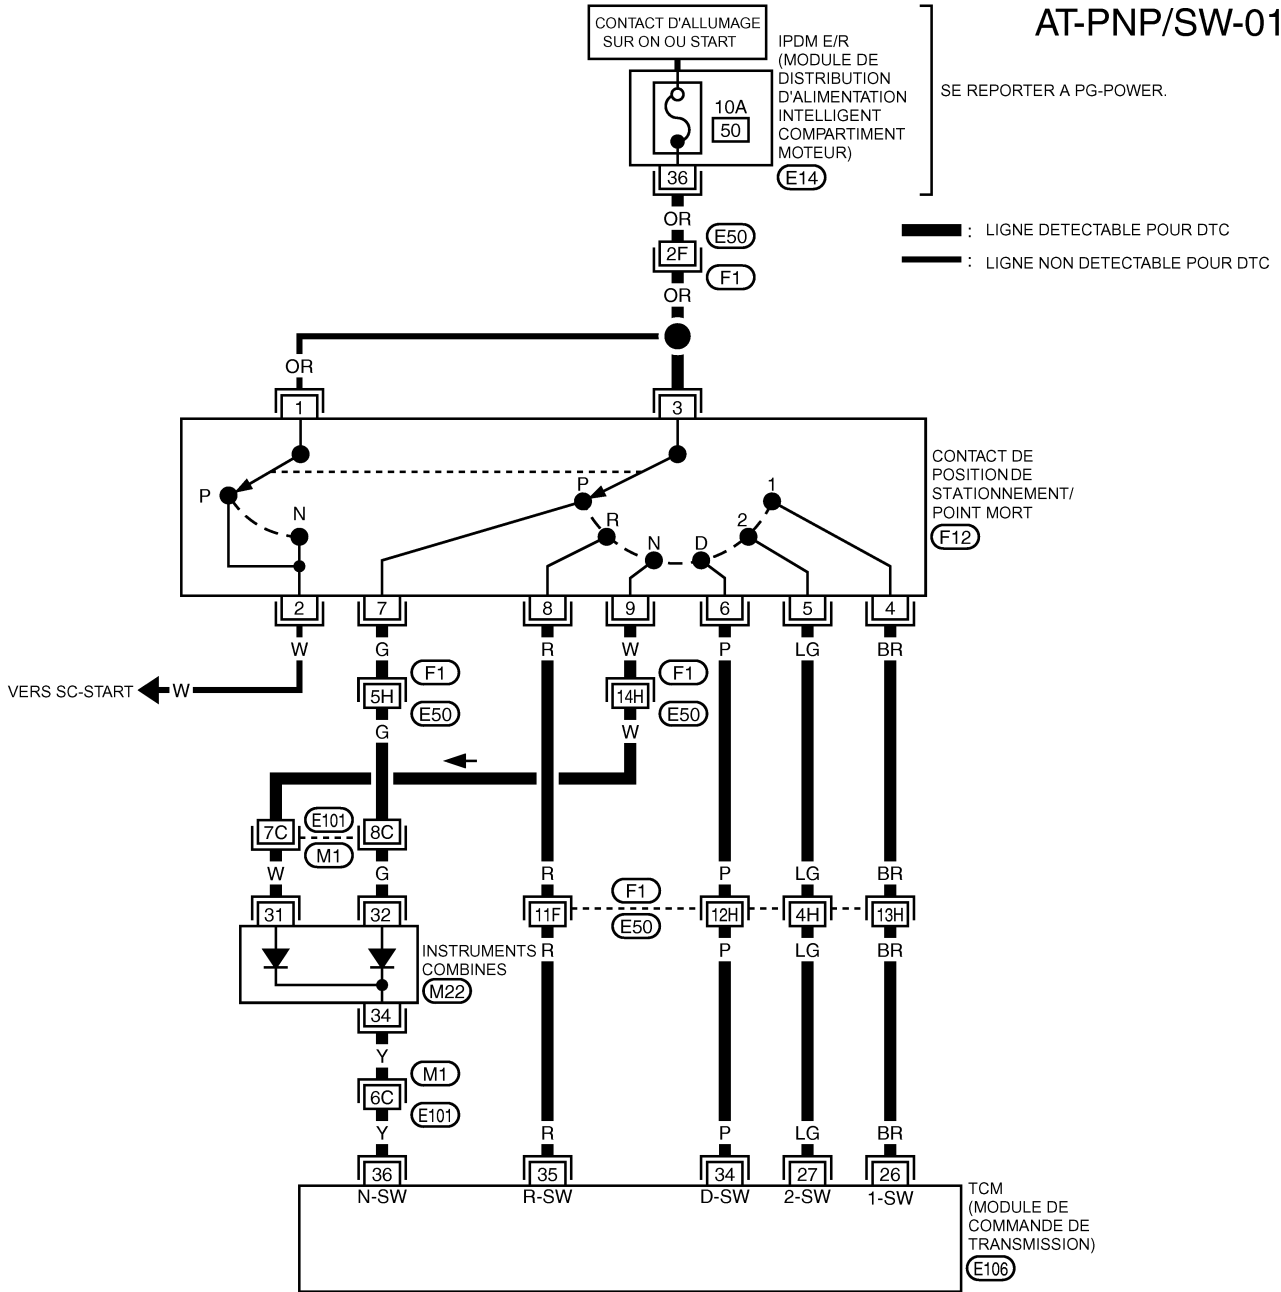 AT-PNP/SW-01
CONTACT D'ALLUMAGE
SUR ON OU START
IPDM E/R
(MODULE DE
DISTRIBUTION
D'ALIMENTATION
INTELLIGENT
COMPARTIMENT
MOTEUR)
E14
10A
50
36
SE REPORTER A PG-POWER.
OR
E50
2F
F1
OR
: LIGNE DETECTABLE POUR DTC
: LIGNE NON DETECTABLE POUR DTC
OR
1
3
P
N
P
R
N
D
2
1
CONTACT DE
POSITION DE
STATIONNEMENT/
POINT MORT
F12
2
7
8
9
6
5
4
W
G
R
W
P
LG
BR
VERS SC-START
W
F1
5H
E50
F1
14H
E50
G
W
7C
E101
M1
8C
W
G
R
P
LG
BR
31
32
11F
F1
E50
12H
4H
13H
INSTRUMENTS
COMBINES
M22
R
P
LG
BR
34
Y
M1
6C
E101
Y
R
P
LG
BR
36
35
34
27
26
N-SW
R-SW
D-SW
2-SW
1-SW
TCM
(MODULE DE
COMMANDE DE
TRANSMISSION)
E106